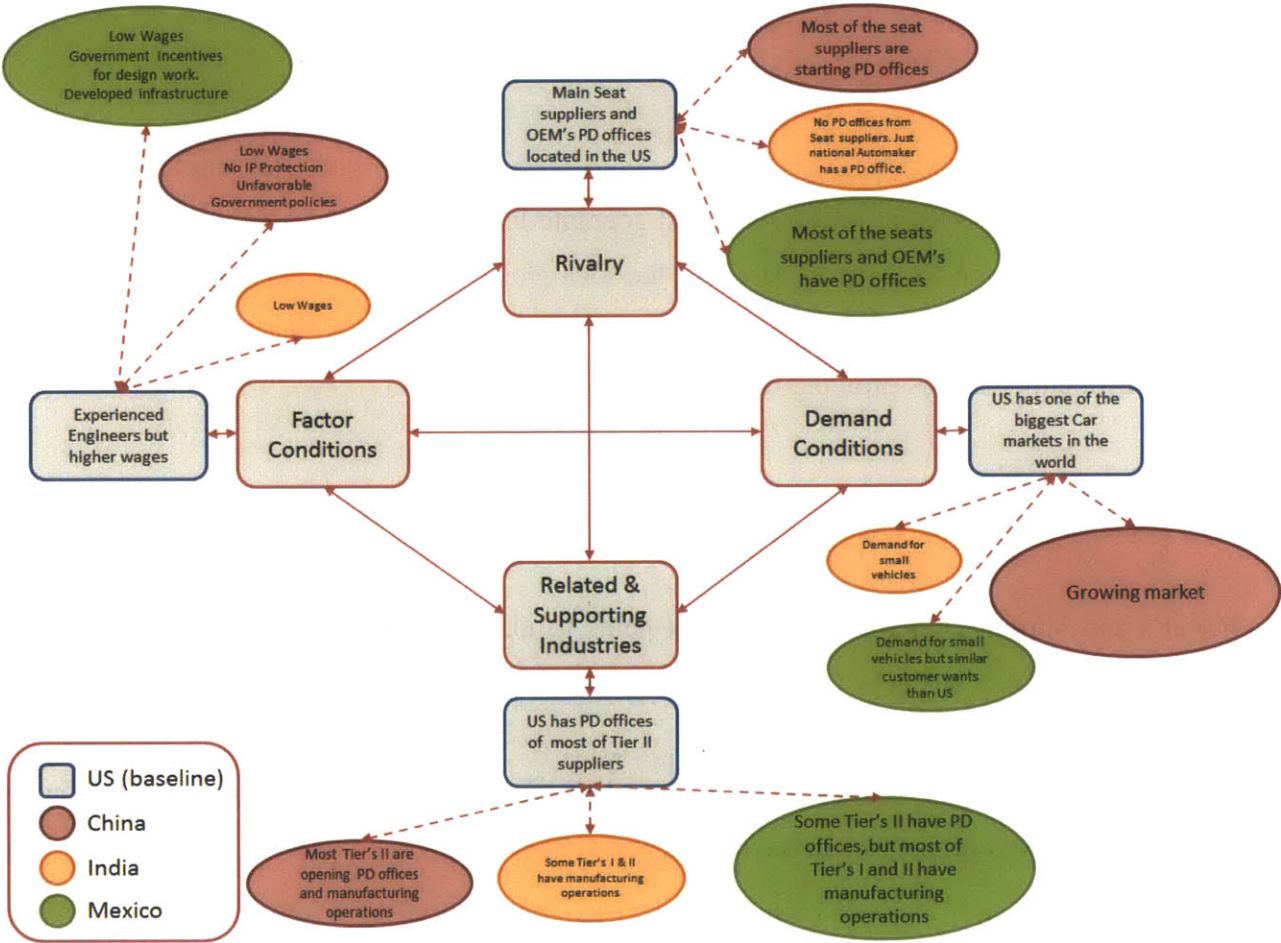 Low Wages
Government incentives
for design work.
Developed infrastructure
Most of the seat
suppliers are
starting PD offices
Main Seat
suppliers and
OEM's PD offices
located in the US
No PD offices from
Seat suppliers. Just
national Automaker
has a PD office.
Low Wages
No IP Protection
Unfavorable
Government policies
Most of the seats
suppliers and OEM's
have PD offices
Rivalry
Low Wages
Experienced
Engineers but
higher wages
Factor
Conditions
Demand
Conditions
US has one of the
biggest Car
markets in the
world
Demand for
small
vehicles
Growing market
Related &
Supporting
Industries
Demand for small
vehicles but similar
customer wants
than US
US has PD offices
of most of Tier II
suppliers
US (baseline)
China
India
Mexico
Most Tier's II are
opening PD offices
and manufacturing
operations
Some Tier's I & II
have manufacturing
operations
Some Tier's II have PD
offices, but most of
Tier's I and II have
manufacturing
operations